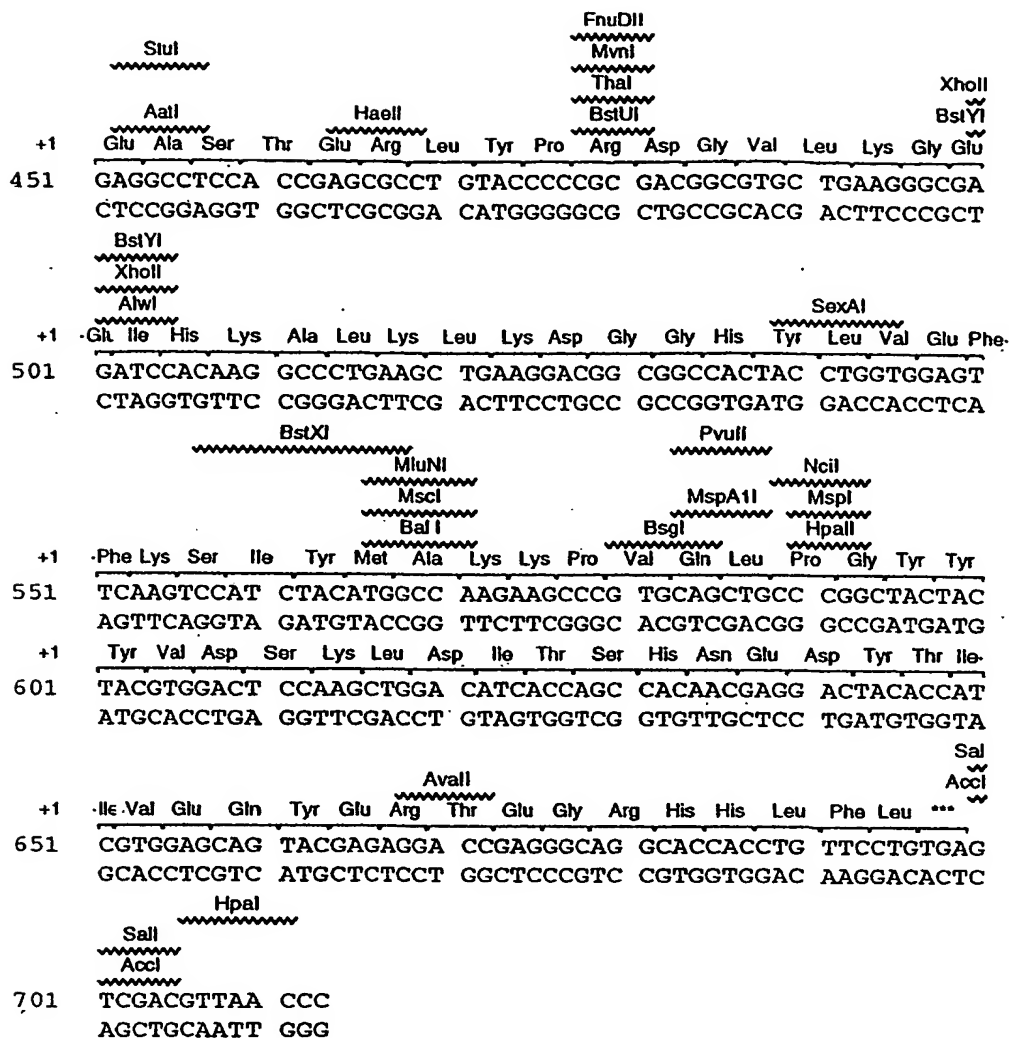 FnuDII
StuI MvnI
ThaI XhoII
AatI HaeII BstUI BstYI
+1 Glu Ala Ser Thr Glu Arg Leu Tyr Pro Arg Asp Gly Val Leu Lys Gly Glu
451 GAGGCCTCCA CCGAGCGCCT GTACCCCCGC GACGGCGTGC TGAAGGGCGA
CTCCGGAGGT GGCTCGCGGA CATGGGGGCG CTGCCGCACG ACTTCCCGCT
BstYI
XhoII
AlwI SexAI
+1 ·Glu Ile His Lys Ala Leu Lys Leu Lys Asp Gly Gly His Tyr Leu Val Glu Phe·
501 GATCCACAAG GCCCTGAAGC TGAAGGACGG CGGCCACTAC CTGGTGGAGT
CTAGGTGTTC CGGGACTTCG ACTTCCTGCC GCCGGTGATG GACCACCTCA
BstXI PvuII
MluNI NciI
MscI MspA1I MspI
Bal I BsgI HpaII
+1 ·Phe Lys Ser Ile Tyr Met Ala Lys Lys Pro Val Gln Leu Pro Gly Tyr Tyr
551 TCAAGTCCAT CTACATGGCC AAGAAGCCCG TGCAGCTGCC CGGCTACTAC
AGTTCAGGTA GATGTACCGG TTCTTCGGGC ACGTCGACGG GCCGATGATG
+1 Tyr Val Asp Ser Lys Leu Asp Ile Thr Ser His Asn Glu Asp Tyr Thr Ile·
601 TACGTGGACT CCAAGCTGGA CATCACCAGC CACAACGAGG ACTACACCAT
ATGCACCTGA GGTTCGACCT GTAGTGGTCG GTGTTGCTCC TGATGTGGTA
SalI
AvaII AccI
+1 ·Ile Val Glu Gln Tyr Glu Arg Thr Glu Gly Arg His His Leu Phe Leu ***
651 CGTGGAGCAG TACGAGAGGA CCGAGGGCAG GCACCACCTG TTCCTGTGAG
GCACCTCGTC ATGCTCTCCT GGCTCCCGTC CGTGGTGGAC AAGGACACTC
HpaI
SalI
AccI
701 TCGACGTTAA CCC
AGCTGCAATT GGG